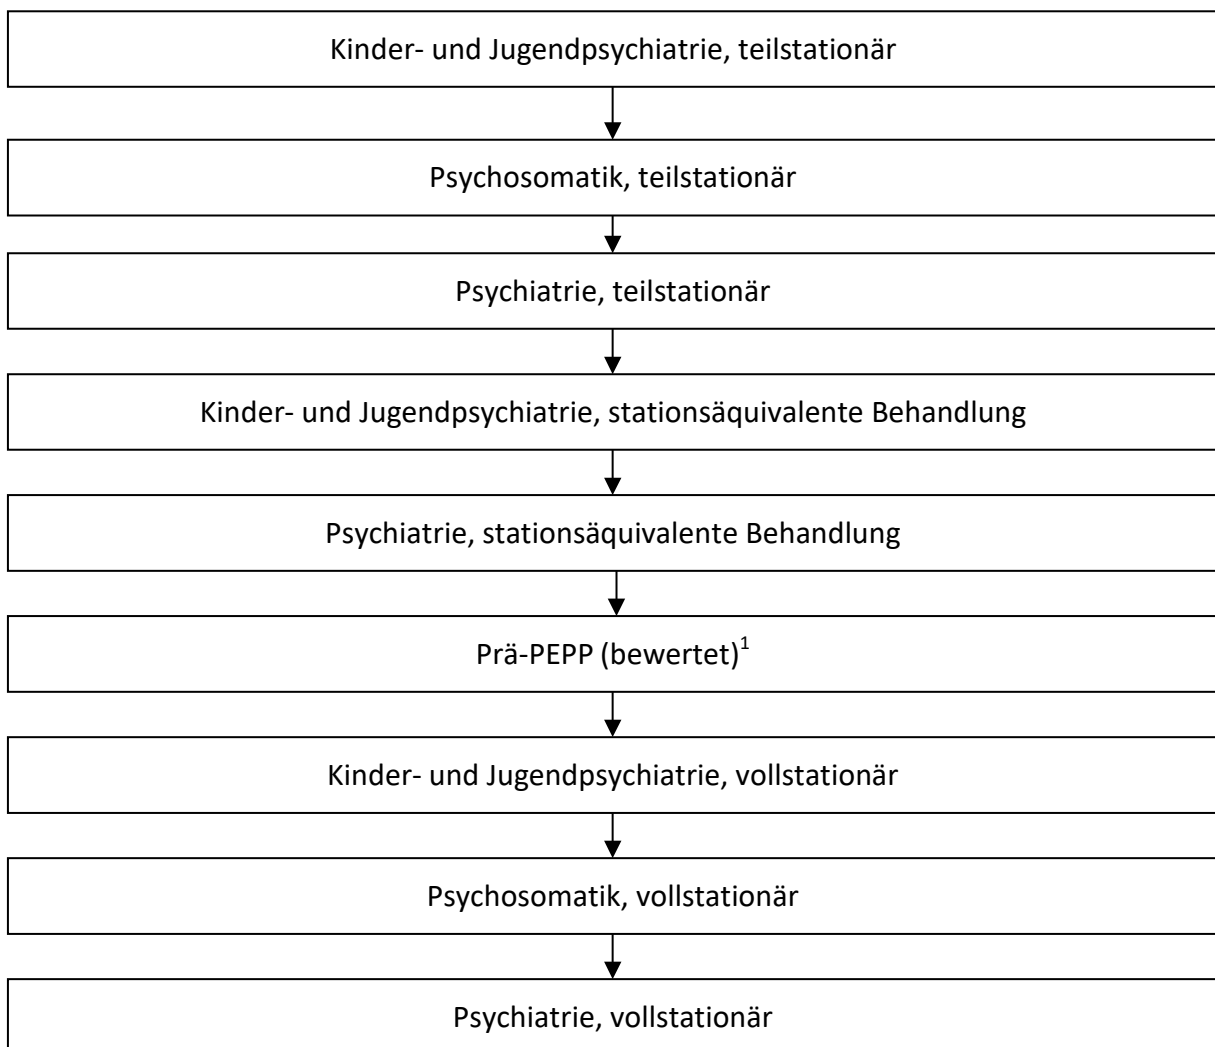 Kinder- und Jugendpsychiatrie, teilstationär
Psychosomatik, teilstationär
Psychiatrie, teilstationär
Kinder- und Jugendpsychiatrie, stationsäquivalente Behandlung
Psychiatrie, stationsäquivalente Behandlung
Prä-PEPP (bewertet)¹
Kinder- und Jugendpsychiatrie, vollstationär
Psychosomatik, vollstationär
Psychiatrie, vollstationär